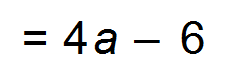 = 4a – 6